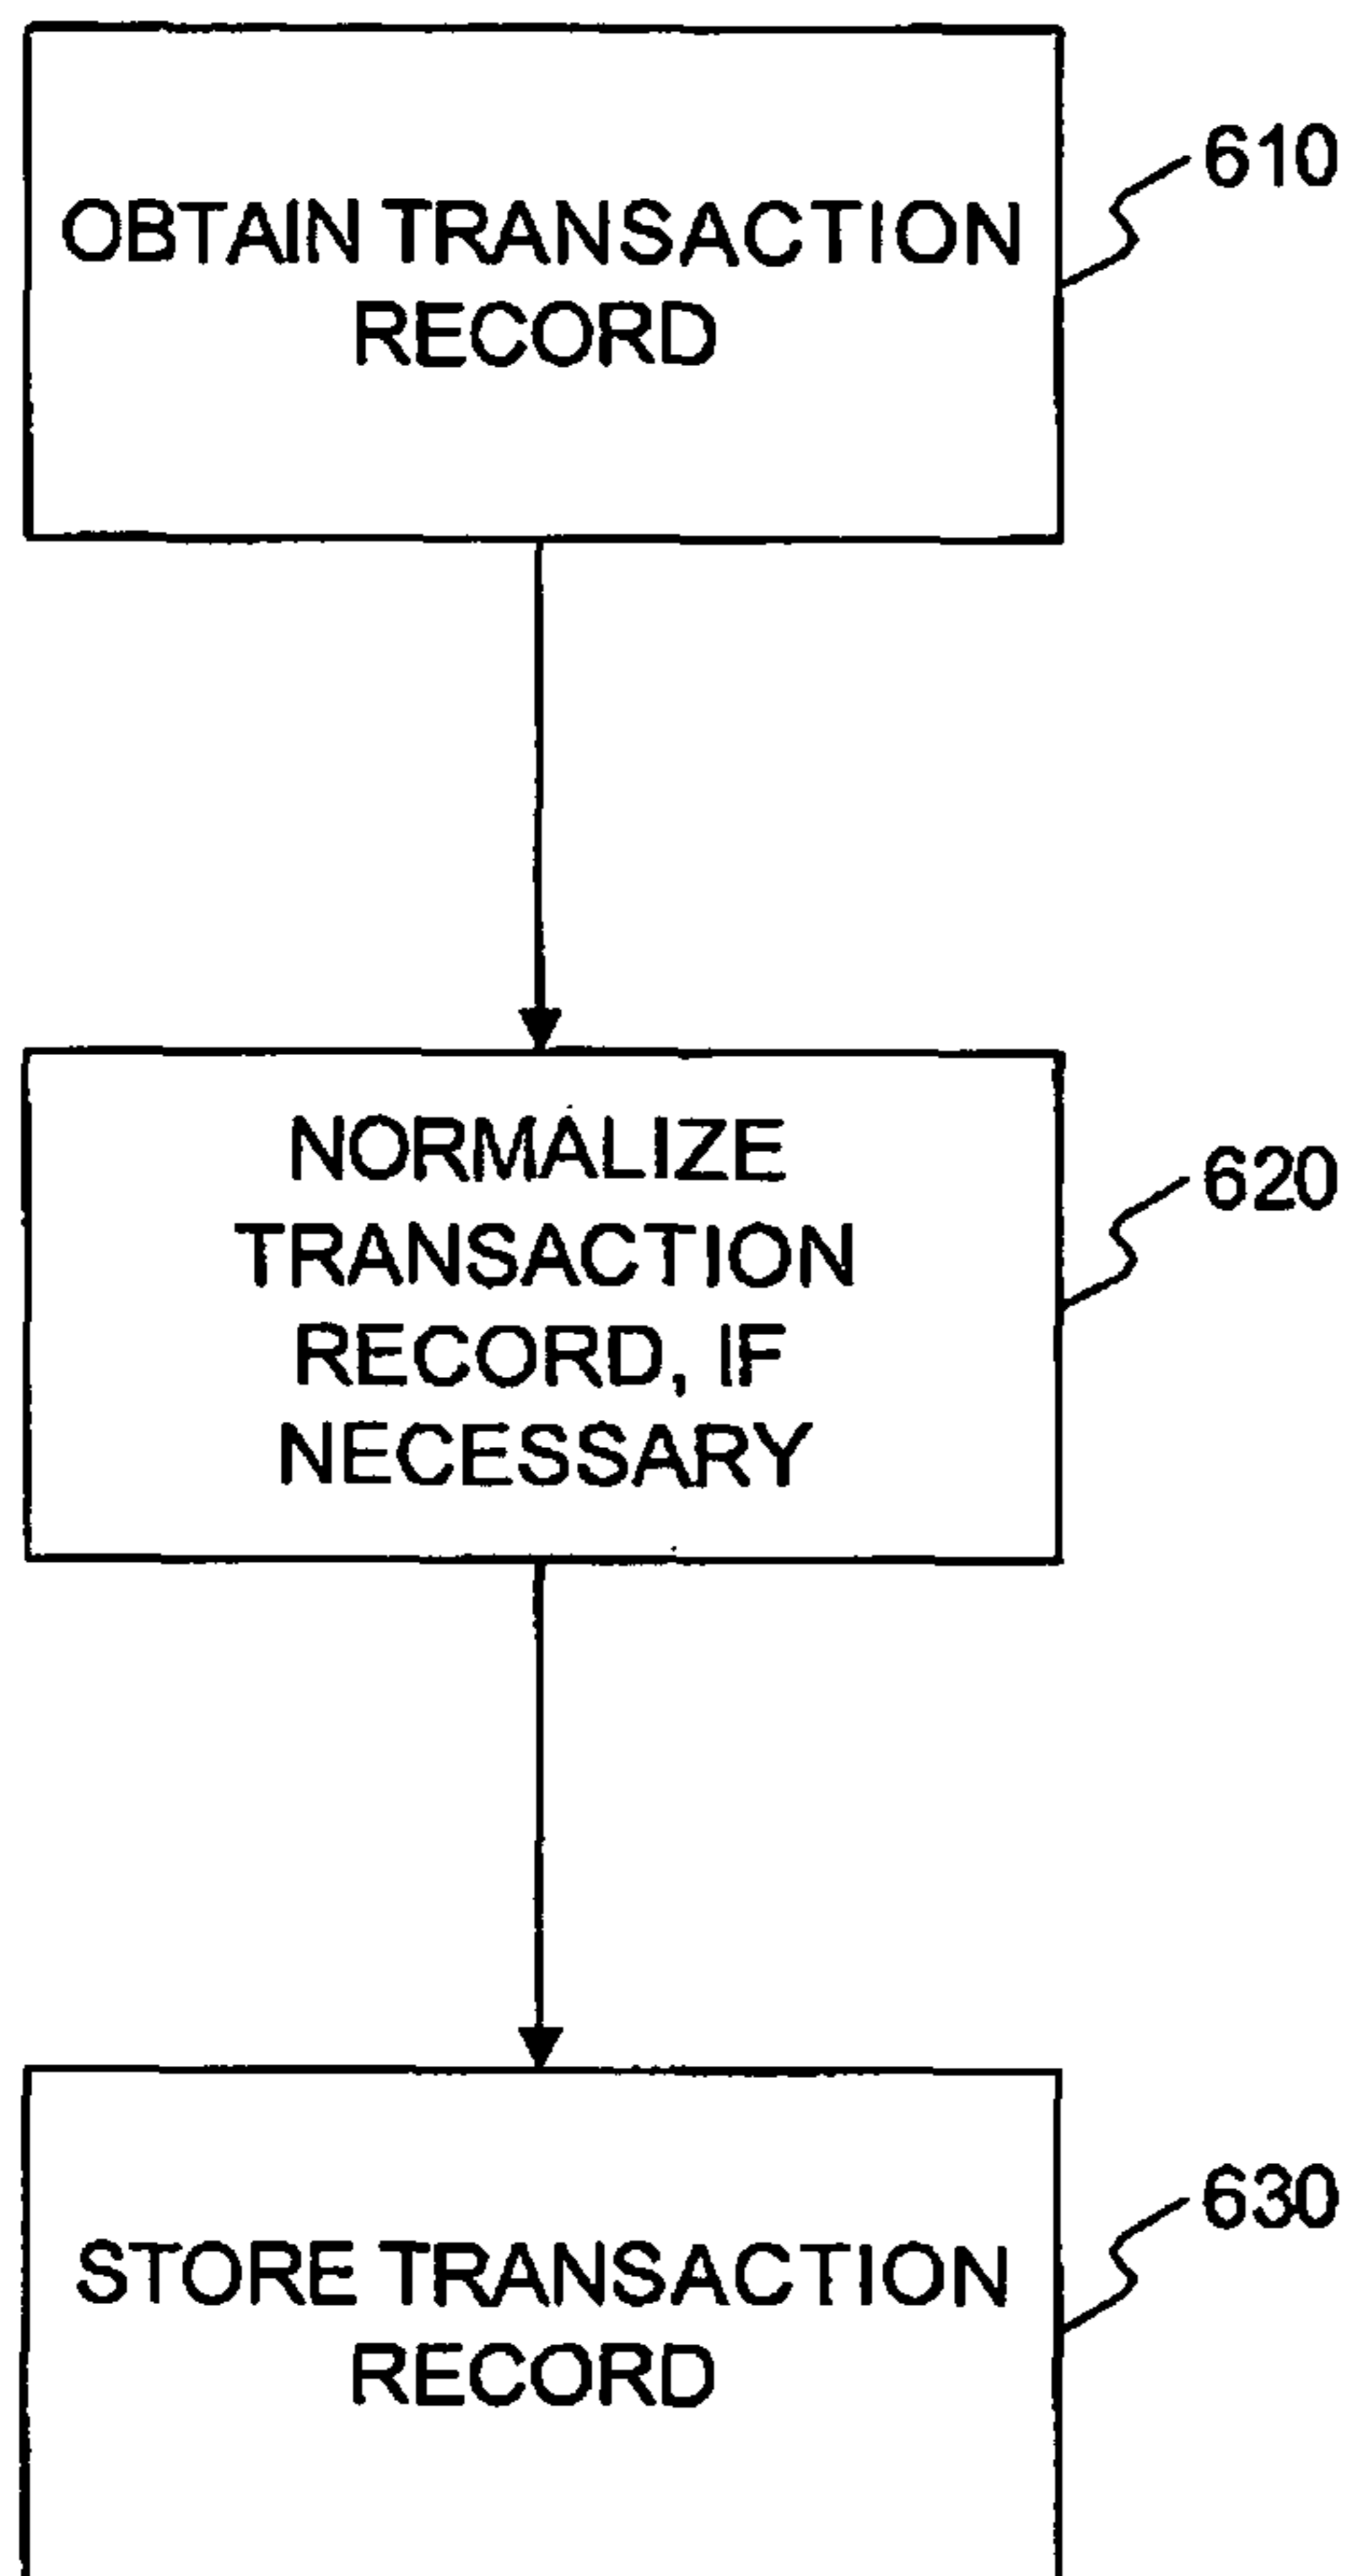 OBTAIN TRANSACTION
RECORD
610
NORMALIZE
TRANSACTION
RECORD, IF
NECESSARY
620
STORE TRANSACTION
RECORD
630